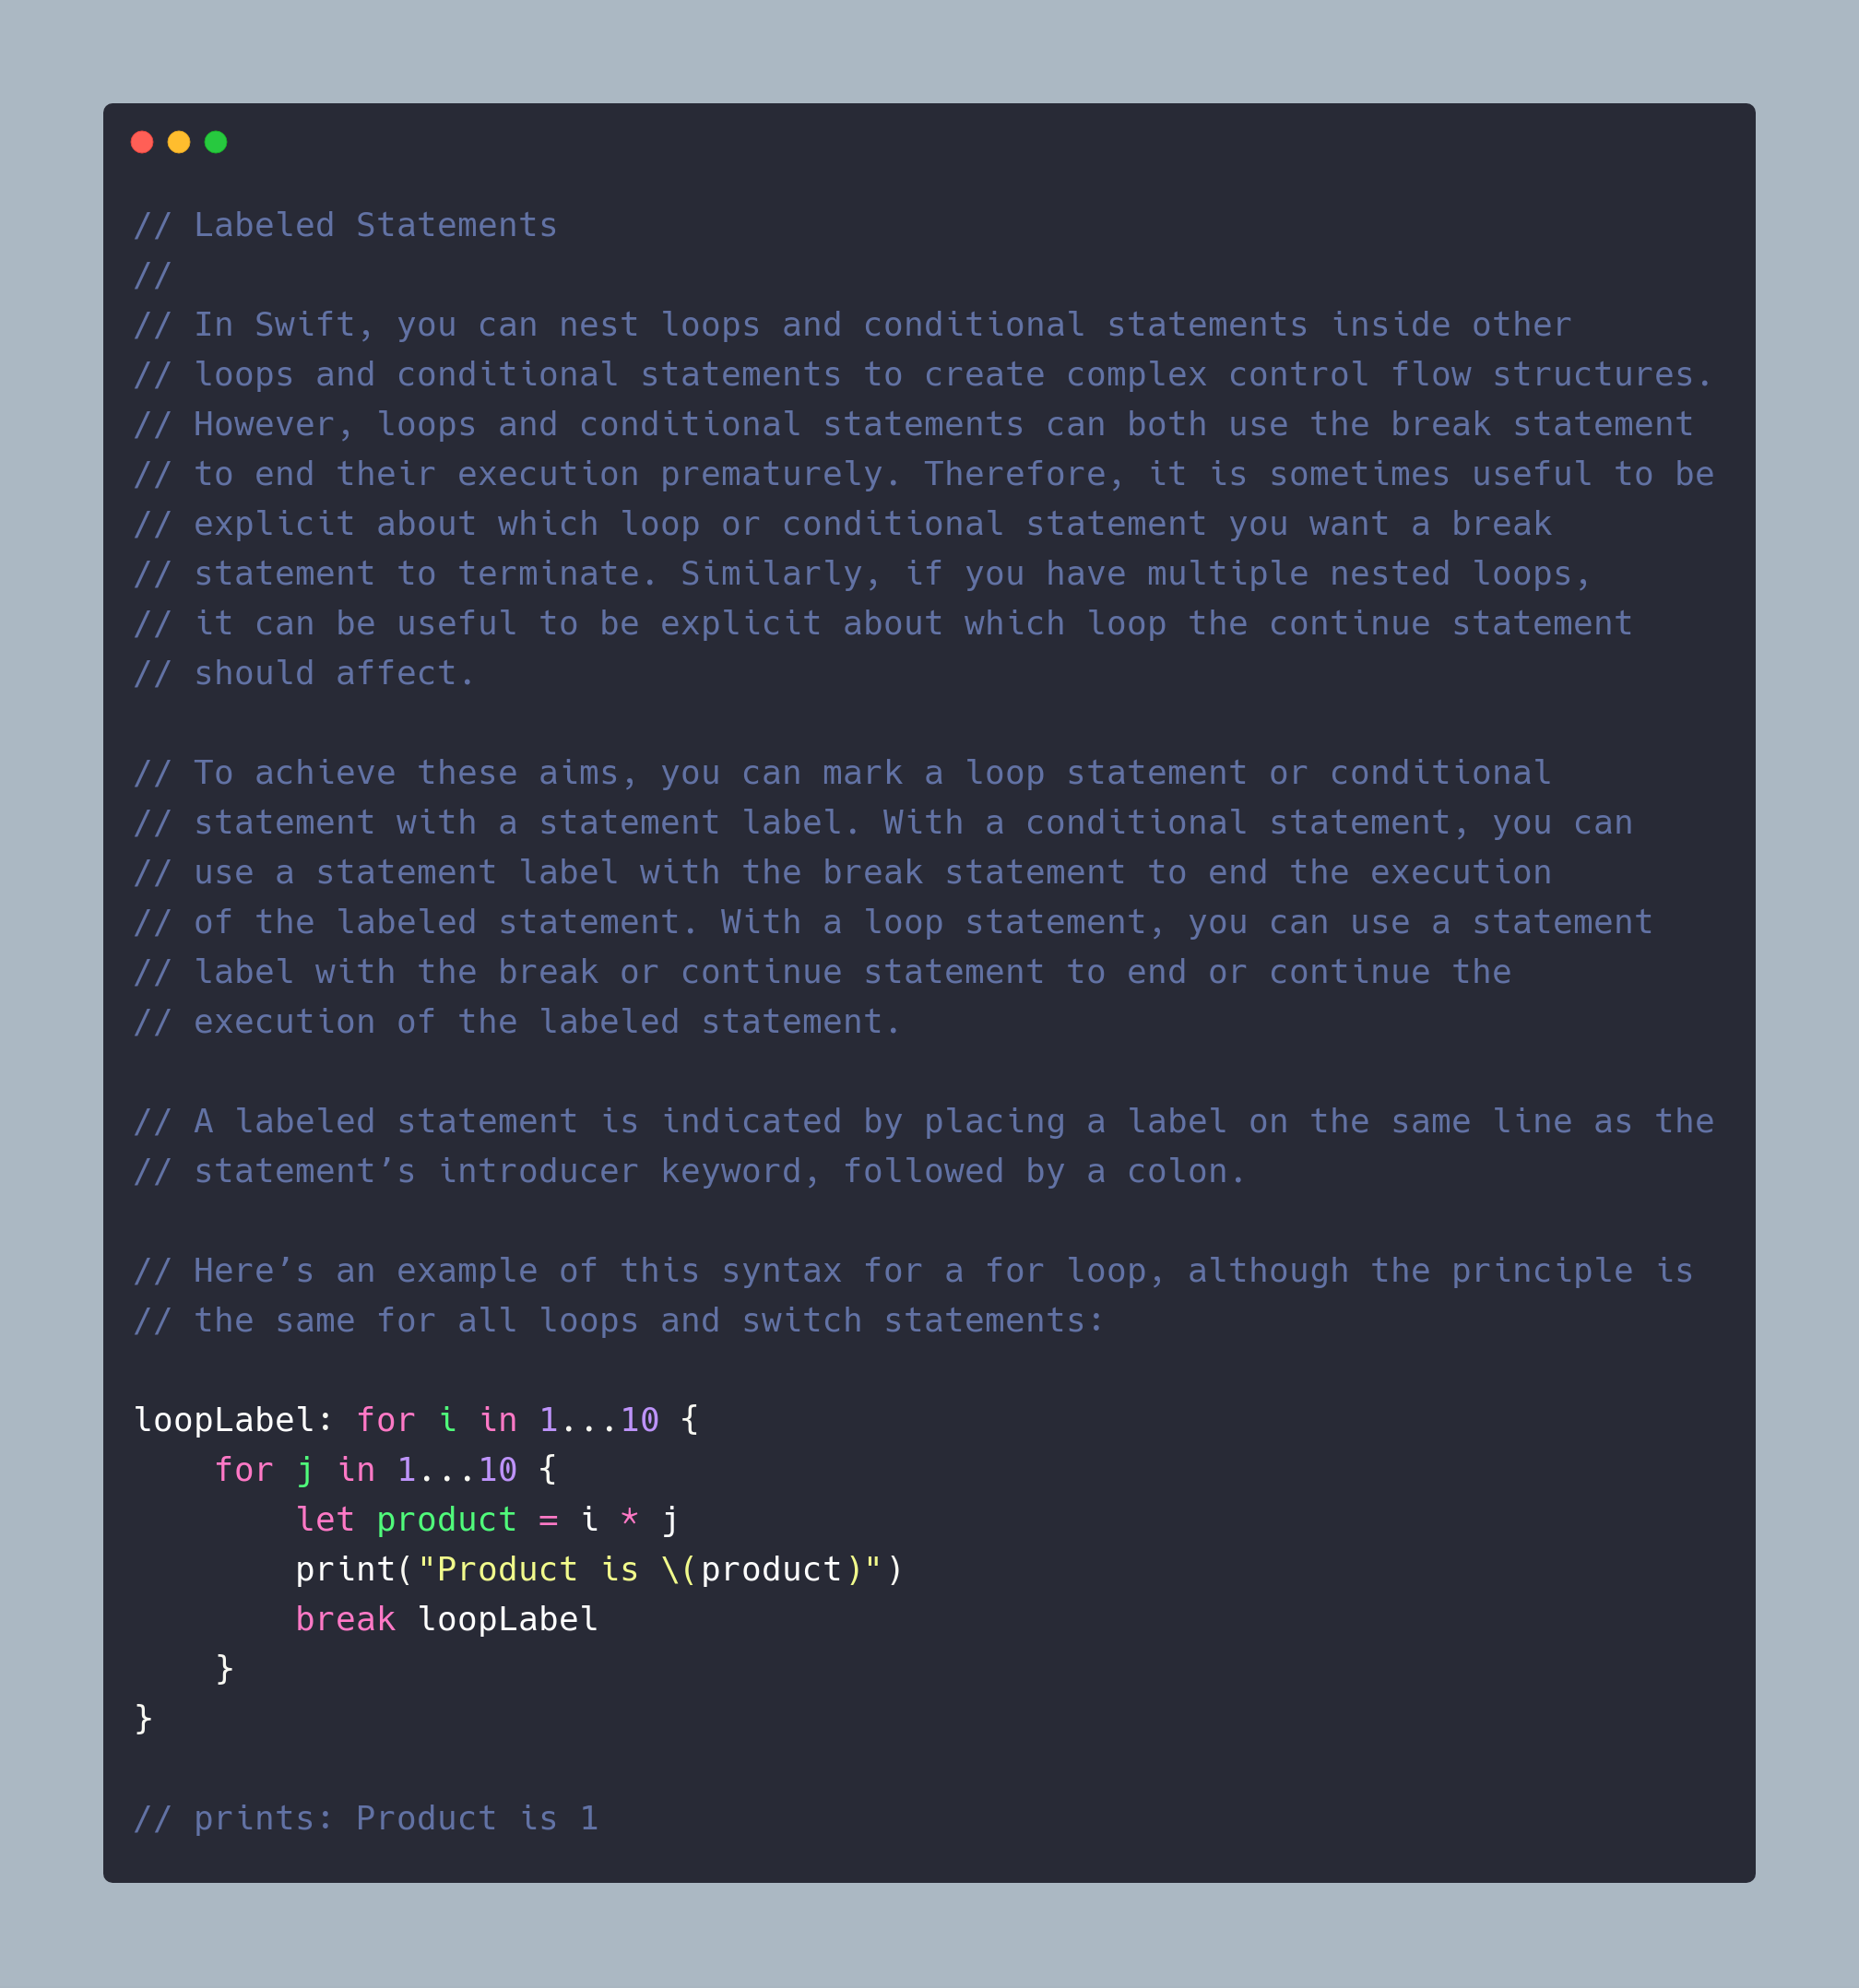 // Labeled Statements
//
// In Swift, you can nest loops and conditional statements inside other
// loops and conditional statements to create complex control flow structures.
// However, loops and conditional statements can both use the break statement
// to end their execution prematurely. Therefore, it is sometimes useful to be
// explicit about which loop or conditional statement you want a break
// statement to terminate. Similarly, if you have multiple nested loops,
// it can be useful to be explicit about which loop the continue statement
// should affect.

// To achieve these aims, you can mark a loop statement or conditional
// statement with a statement label. With a conditional statement, you can
// use a statement label with the break statement to end the execution
// of the labeled statement. With a loop statement, you can use a statement
// label with the break or continue statement to end or continue the
// execution of the labeled statement.

// A labeled statement is indicated by placing a label on the same line as the
// statement’s introducer keyword, followed by a colon.

// Here’s an example of this syntax for a for loop, although the principle is
// the same for all loops and switch statements:

loopLabel: for i in 1...10 {
    for j in 1...10 {
        let product = i * j
        print("Product is \(product)")
        break loopLabel
    }
}

// prints: Product is 1